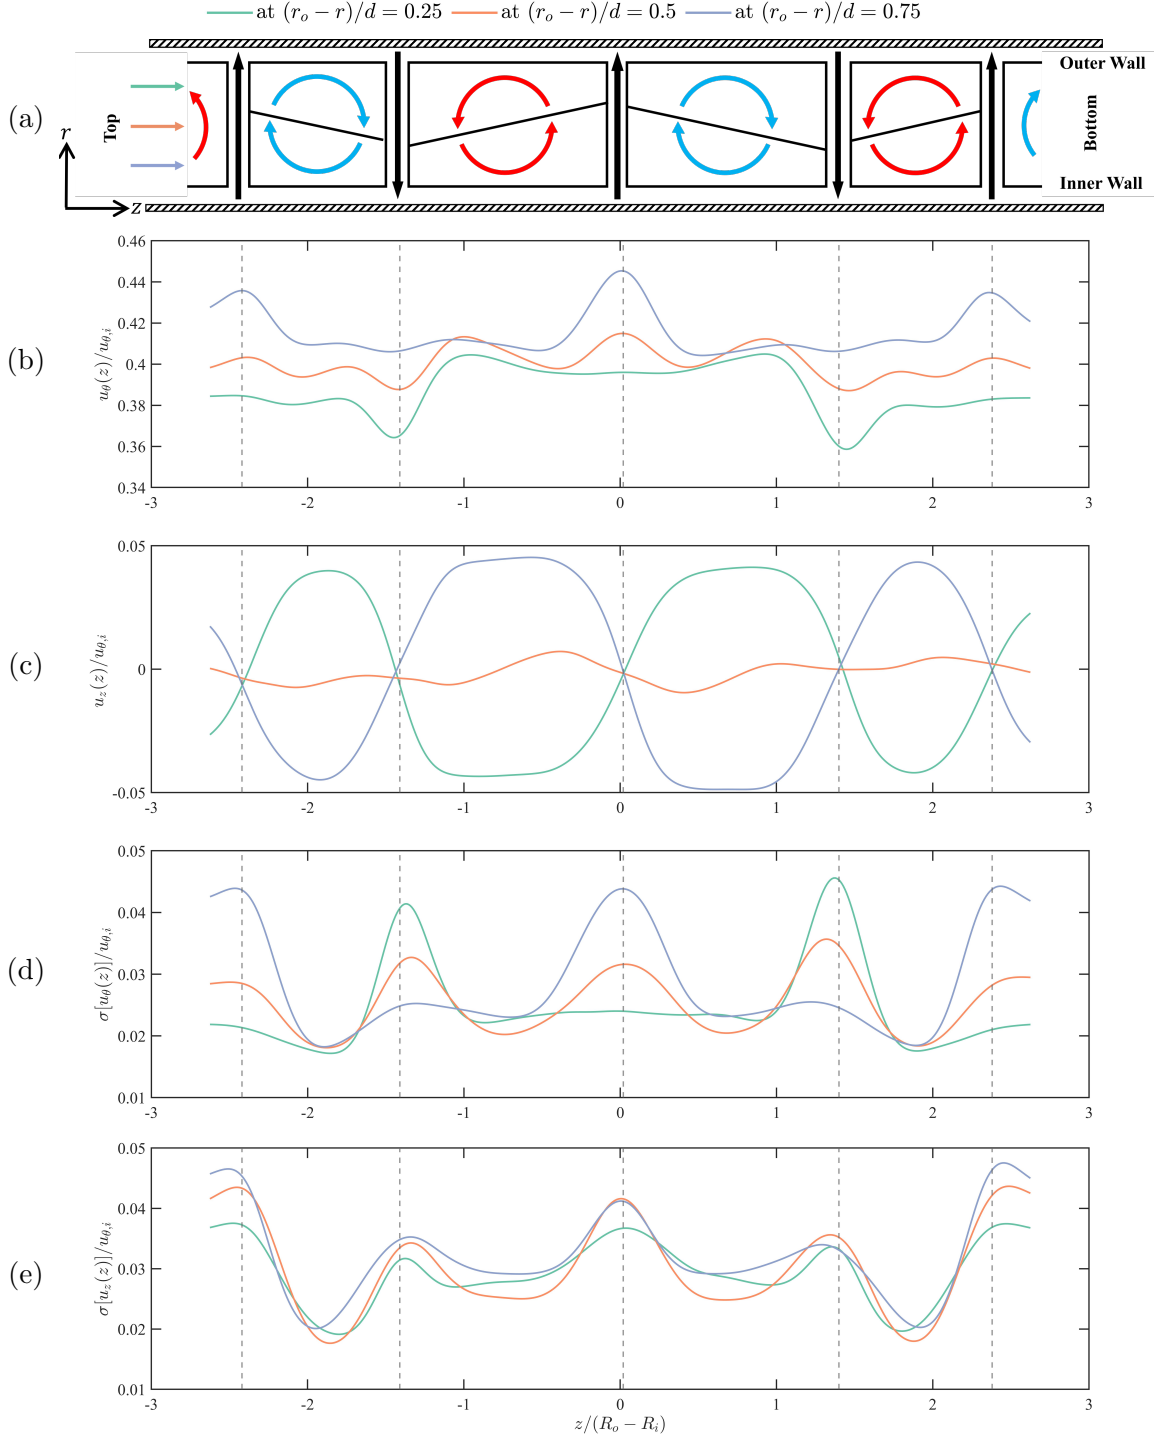 at (r_o − r)/d = 0.25 at (r_o − r)/d = 0.5 at (r_o − r)/d = 0.75
(a)
Top
Outer Wall
Bottom
Inner Wall
r
z
(b)
u_θ(z)/u_θ,i
0.46
0.44
0.42
0.4
0.38
0.36
0.34
-3 -2 -1 0 1 2 3
(c)
u_z(z)/u_θ,i
0.05
0
-0.05
-3 -2 -1 0 1 2 3
(d)
σ[u_θ(z)]/u_θ,i
0.05
0.04
0.03
0.02
0.01
-3 -2 -1 0 1 2 3
(e)
σ[u_z(z)]/u_θ,i
0.05
0.04
0.03
0.02
0.01
-3 -2 -1 0 1 2 3
z/(R_o − R_i)